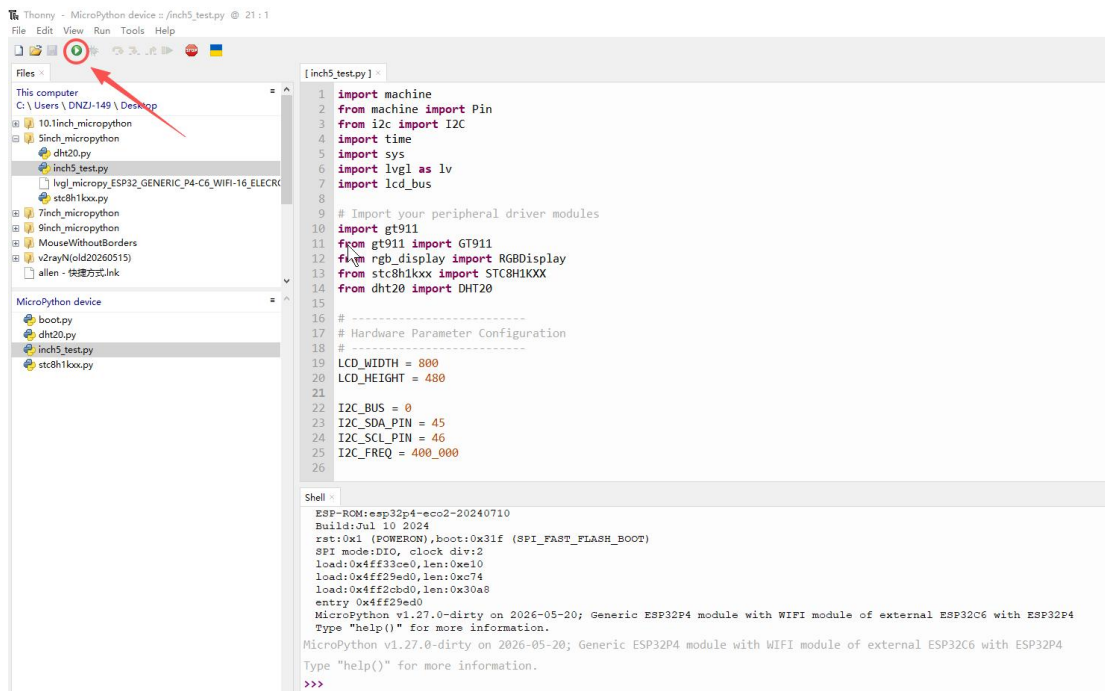 Thonny - MicroPython device :: /inch5_test.py @ 21 : 1
File Edit View Run Tools Help
STOP
Files ×
This computer
C: \ Users \ DNZJ-149 \ Desktop
10.1inch_micropython
5inch_micropython
dht20.py
inch5_test.py
lvgl_micropy_ESP32_GENERIC_P4-C6_WIFI-16_ELECR
stc8h1kxx.py
7inch_micropython
9inch_micropython
MouseWithoutBorders
v2rayN(old20260515)
allen - 快捷方式.lnk
MicroPython device
boot.py
dht20.py
inch5_test.py
stc8h1kxx.py
[ inch5_test.py ] ×
1 import machine
2 from machine import Pin
3 from i2c import I2C
4 import time
5 import sys
6 import lvgl as lv
7 import lcd_bus
8
9 # Import your peripheral driver modules
10 import gt911
11 from gt911 import GT911
12 from rgb_display import RGBDisplay
13 from stc8h1kxx import STC8H1KXX
14 from dht20 import DHT20
15
16 # --------------------------
17 # Hardware Parameter Configuration
18 # --------------------------
19 LCD_WIDTH = 800
20 LCD_HEIGHT = 480
21
22 I2C_BUS = 0
23 I2C_SDA_PIN = 45
24 I2C_SCL_PIN = 46
25 I2C_FREQ = 400_000
26
Shell ×
ESP-ROM:esp32p4-eco2-20240710
Build:Jul 10 2024
rst:0x1 (POWERON),boot:0x31f (SPI_FAST_FLASH_BOOT)
SPI mode:DIO, clock div:2
load:0x4ff33ce0,len:0xe10
load:0x4ff29ed0,len:0xc74
load:0x4ff2cbd0,len:0x30a8
entry 0x4ff29ed0
MicroPython v1.27.0-dirty on 2026-05-20; Generic ESP32P4 module with WIFI module of external ESP32C6 with ESP32P4
Type "help()" for more information.
MicroPython v1.27.0-dirty on 2026-05-20; Generic ESP32P4 module with WIFI module of external ESP32C6 with ESP32P4
Type "help()" for more information.
>>>